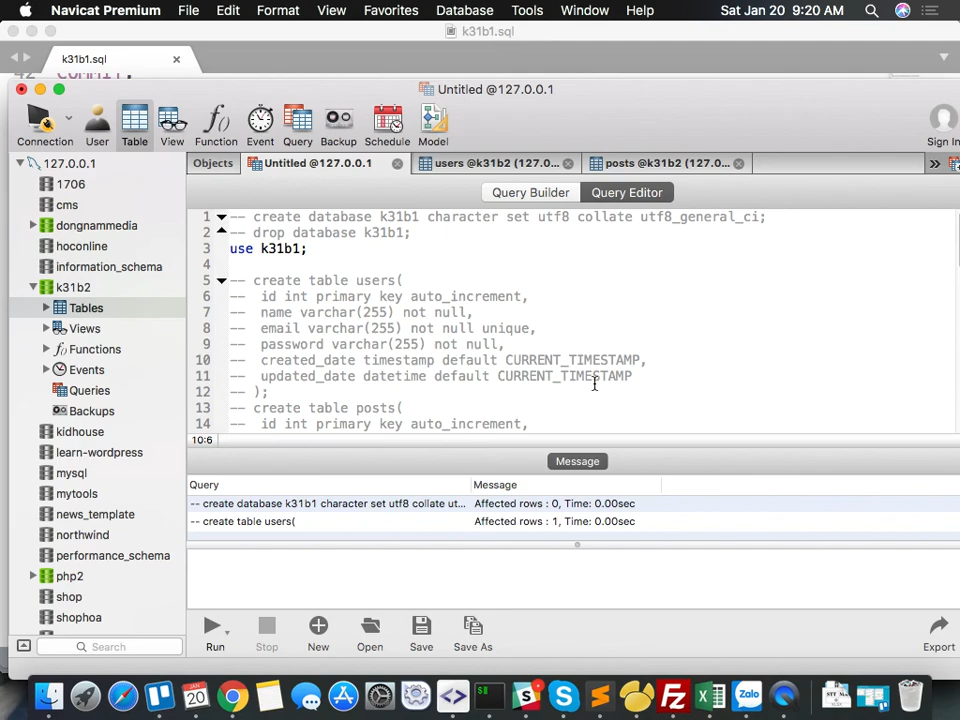 Navicat Premium File Edit Format View Favorites Database Tools Window Help Sat Jan 20 9:20 AM
k31b1.sql
k31b1.sql
42 COMMIT.
Untitled @127.0.0.1
Connection User Table View Function Event Query Backup Schedule Model Sign In
127.0.0.1
1706
cms
dongnammedia
hoconline
information_schema
k31b2
Tables
Views
Functions
Events
Queries
Backups
kidhouse
learn-wordpress
mysql
mytools
news_template
northwind
performance_schema
php2
shop
shophoa
Search
Objects Untitled @127.0.0.1 users @k31b2 (127.0.... posts @k31b2 (127.0....
Query Builder Query Editor
1 -- create database k31b1 character set utf8 collate utf8_general_ci;
2 -- drop database k31b1;
3 use k31b1;
4
5 -- create table users(
6 -- id int primary key auto_increment,
7 -- name varchar(255) not null,
8 -- email varchar(255) not null unique,
9 -- password varchar(255) not null,
10 -- created_date timestamp default CURRENT_TIMESTAMP,
11 -- updated_date datetime default CURRENT_TIMESTAMP
12 -- );
13 -- create table posts(
14 -- id int primary key auto_increment,
10:6
Message
Query Message
-- create database k31b1 character set utf8 collate ut... Affected rows : 0, Time: 0.00sec
-- create table users( Affected rows : 1, Time: 0.00sec
Run Stop New Open Save Save As Export
JAN
20
Zalo